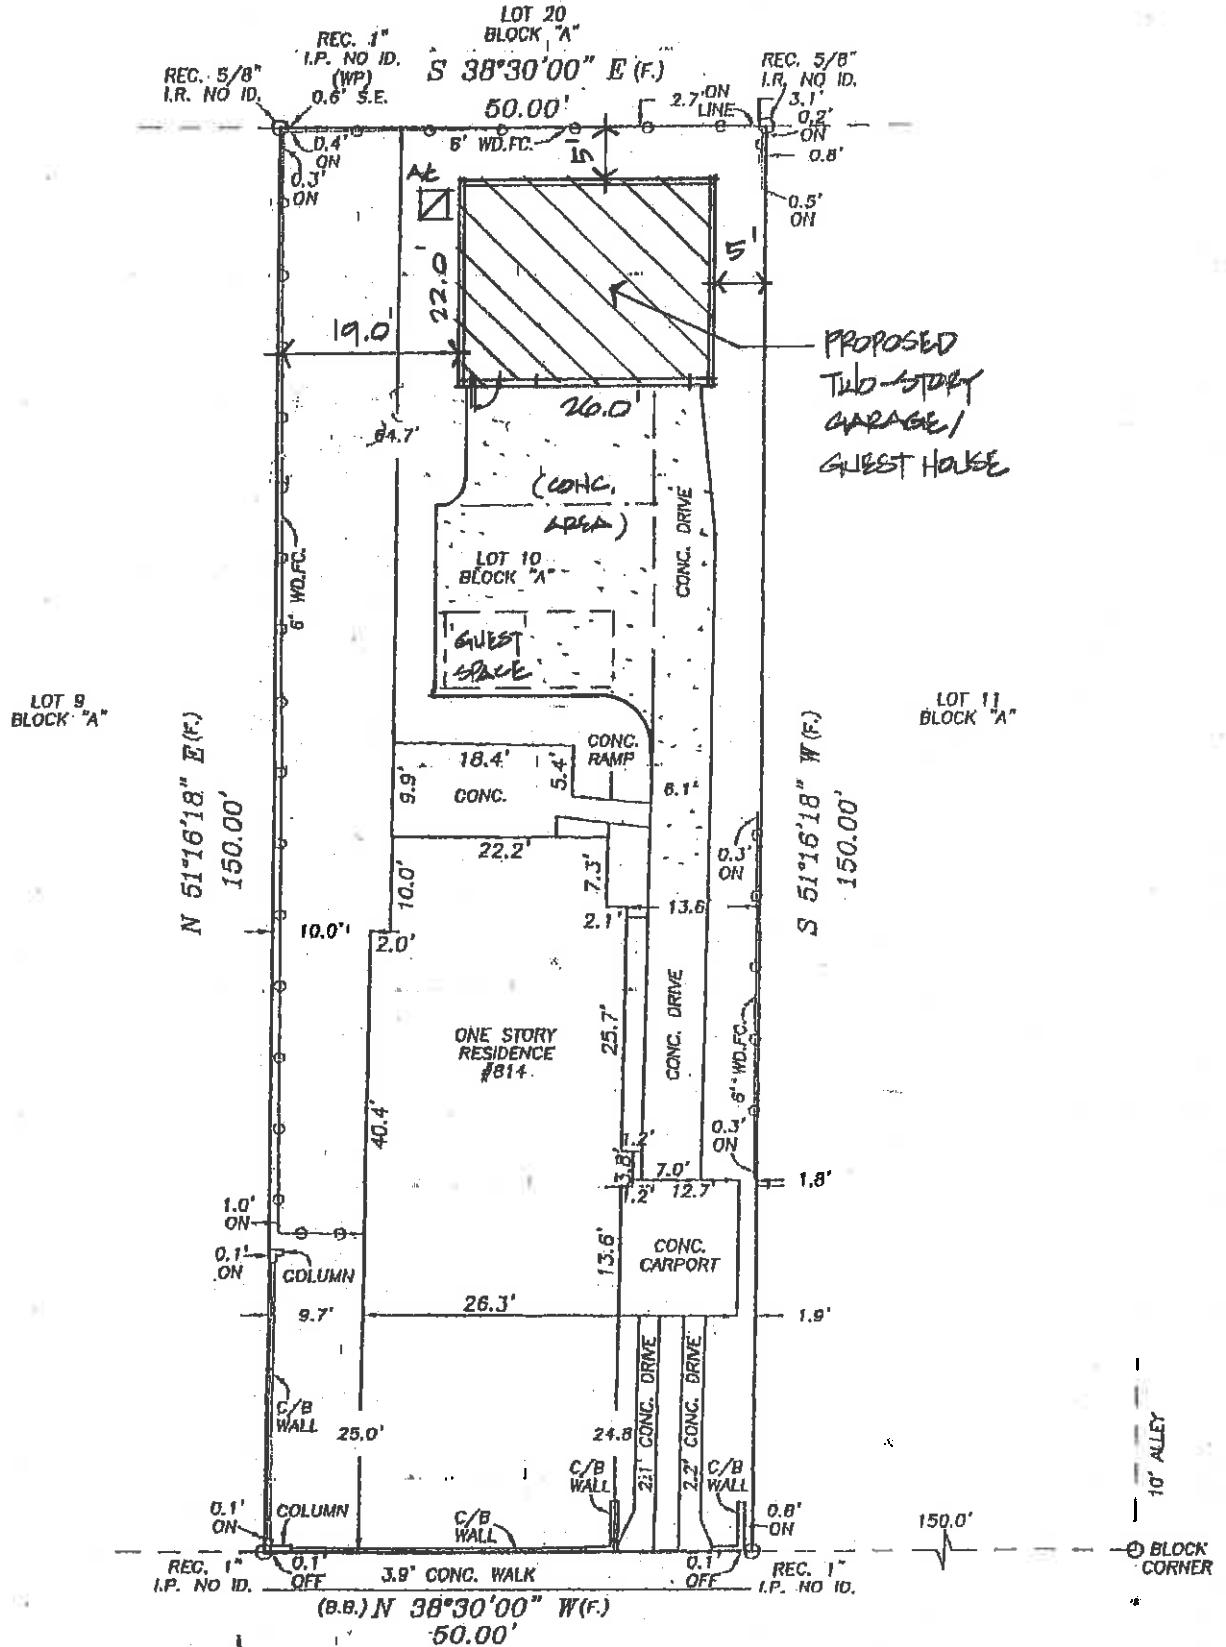 LOT 20
BLOCK "A"
REC. 1"
I.P. NO ID.
(WP)
0.6' S.E.
S 38°30'00" E (F.)
50.00'
REC. 5/8"
I.R. NO ID.
REC. 5/8"
I.R. NO ID.
2.7'
ON
LINE
3.1'
0.2'
ON
0.8'
0.5'
ON
0.4'
ON
0.3'
ON
6' WD.FC.
5'
A/C
22.0'
5'
19.0'
26.0'
PROPOSED
TWO-STORY
GARAGE/
GUEST HOUSE
64.7'
(CONC.
AREA)
CONC. DRIVE
LOT 10
BLOCK "A"
6' WD.FC.
GUEST
SPACE
LOT 9
BLOCK "A"
LOT 11
BLOCK "A"
N 51°16'18" E (F.)
150.00'
S 51°16'18" W (F.)
150.00'
CONC.
RAMP
18.4'
5.4'
9.9'
CONC.
6.1'
22.2'
0.3'
ON
7.3'
10.0'
13.6
2.1'
10.0'
2.0'
ONE STORY
RESIDENCE
#814
25.7'
CONC. DRIVE
6' WD.FC.
40.4'
0.3'
ON
1.2'
3.8'
7.0'
1.2'
12.7'
1.8'
1.0'
ON
0.1'
ON
COLUMN
13.6'
CONC.
CARPORT
9.7'
26.3'
1.9'
CONC. DRIVE
CONC. DRIVE
C/B
WALL
25.0'
24.8
2.1'
2.2'
C/B
WALL
C/B
WALL
10' ALLEY
0.1'
ON
COLUMN
C/B
WALL
0.8'
ON
150.0'
BLOCK
CORNER
REC. 1"
I.P. NO ID.
0.1'
OFF
3.9' CONC. WALK
0.1'
OFF
REC. 1"
I.P. NO ID.
(B.B.) N 38°30'00" W (F.)
50.00'